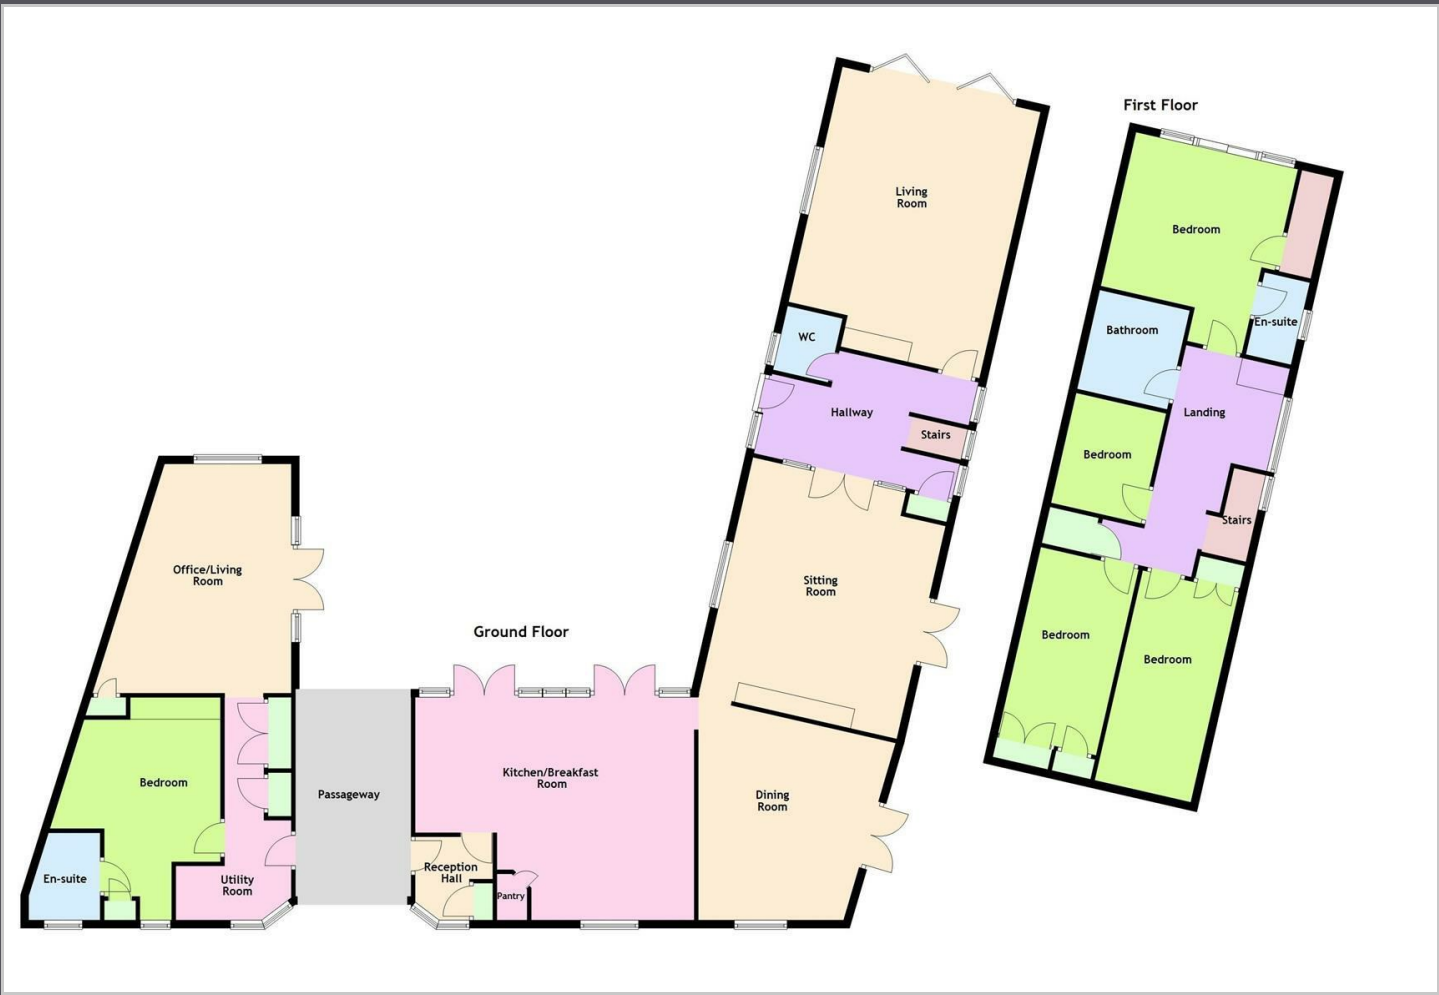 First Floor
Living
Room
Bedroom
En-suite
Bathroom
WC
Hallway
Landing
Stairs
Bedroom
Stairs
Office/Living
Room
Sitting
Room
Ground Floor
Bedroom
Bedroom
Bedroom
Kitchen/Breakfast
Room
Passageway
Dining
Room
En-suite
Utility
Room
Reception
Hall
Pantry